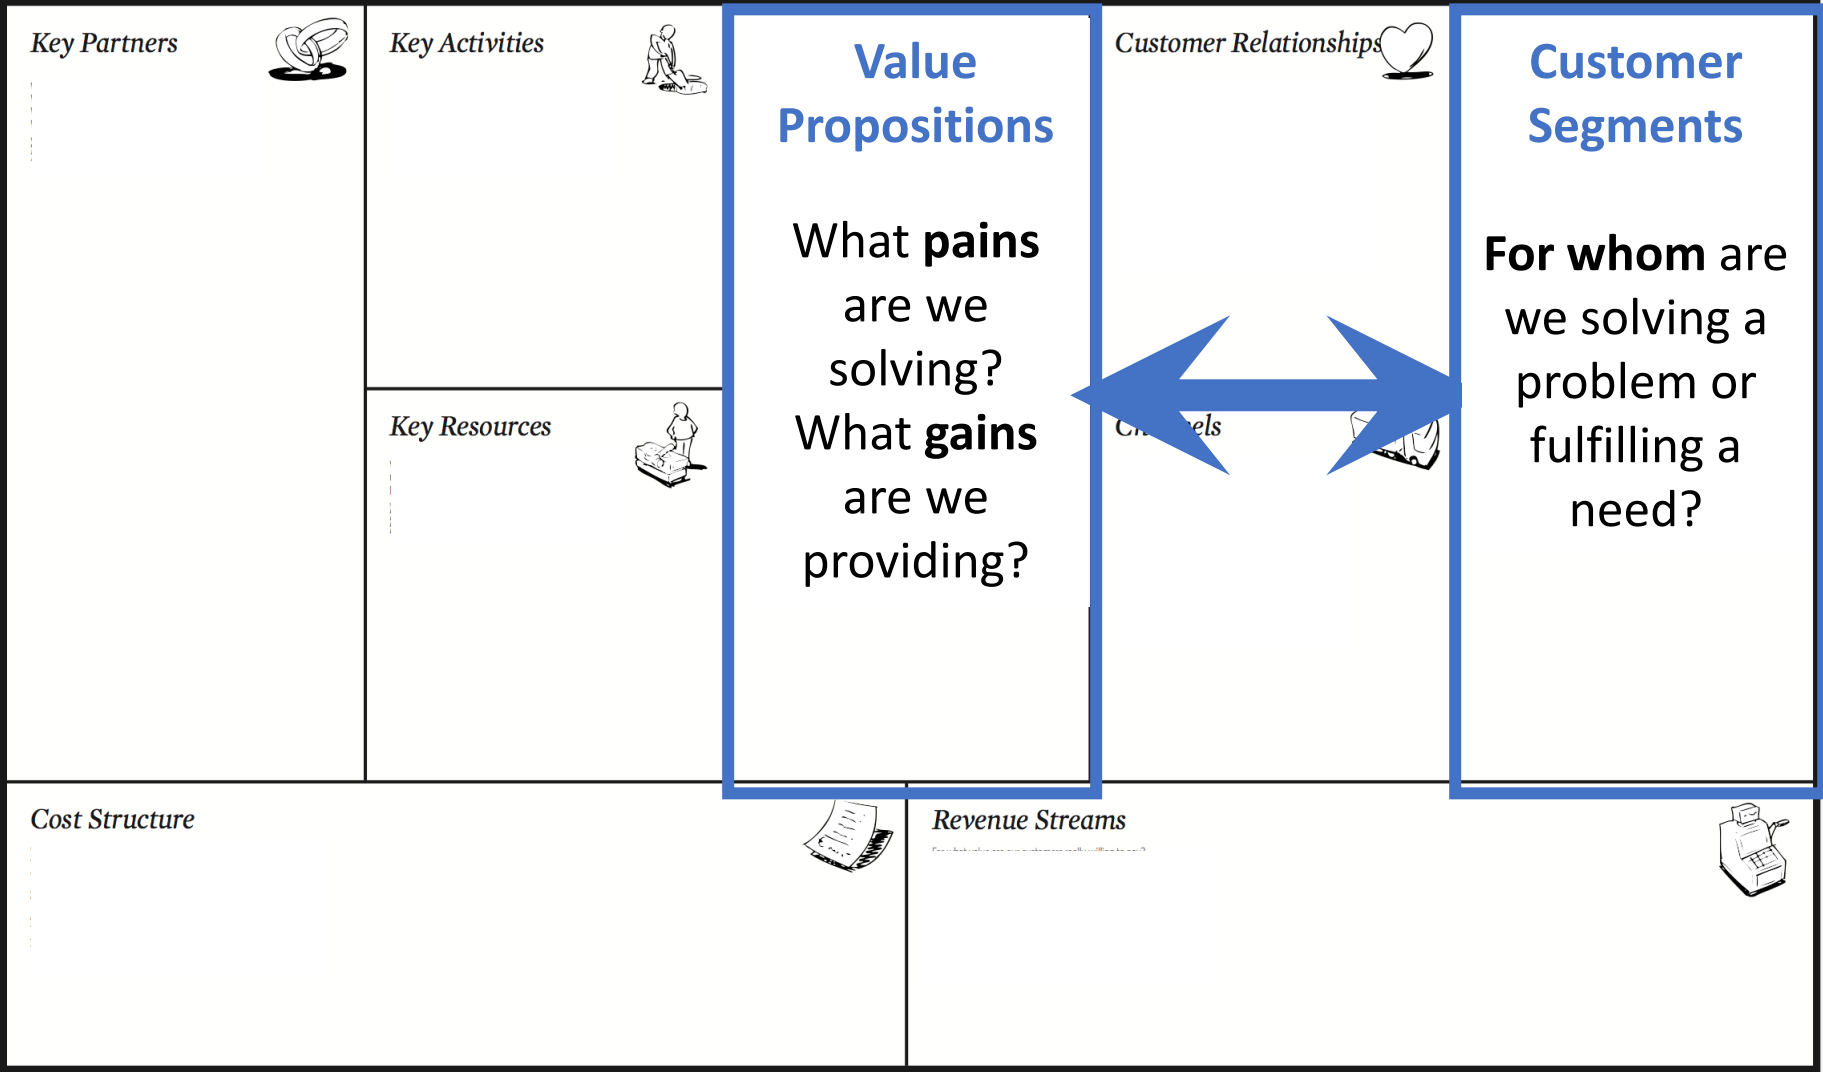 Key Partners
Key Activities
Value
Propositions
What pains
are we
solving?
What gains
are we
providing?
Customer Relationships
Customer
Segments
For whom are
we solving a
problem or
fulfilling a
need?
Key Resources
Cost Structure
Revenue Streams